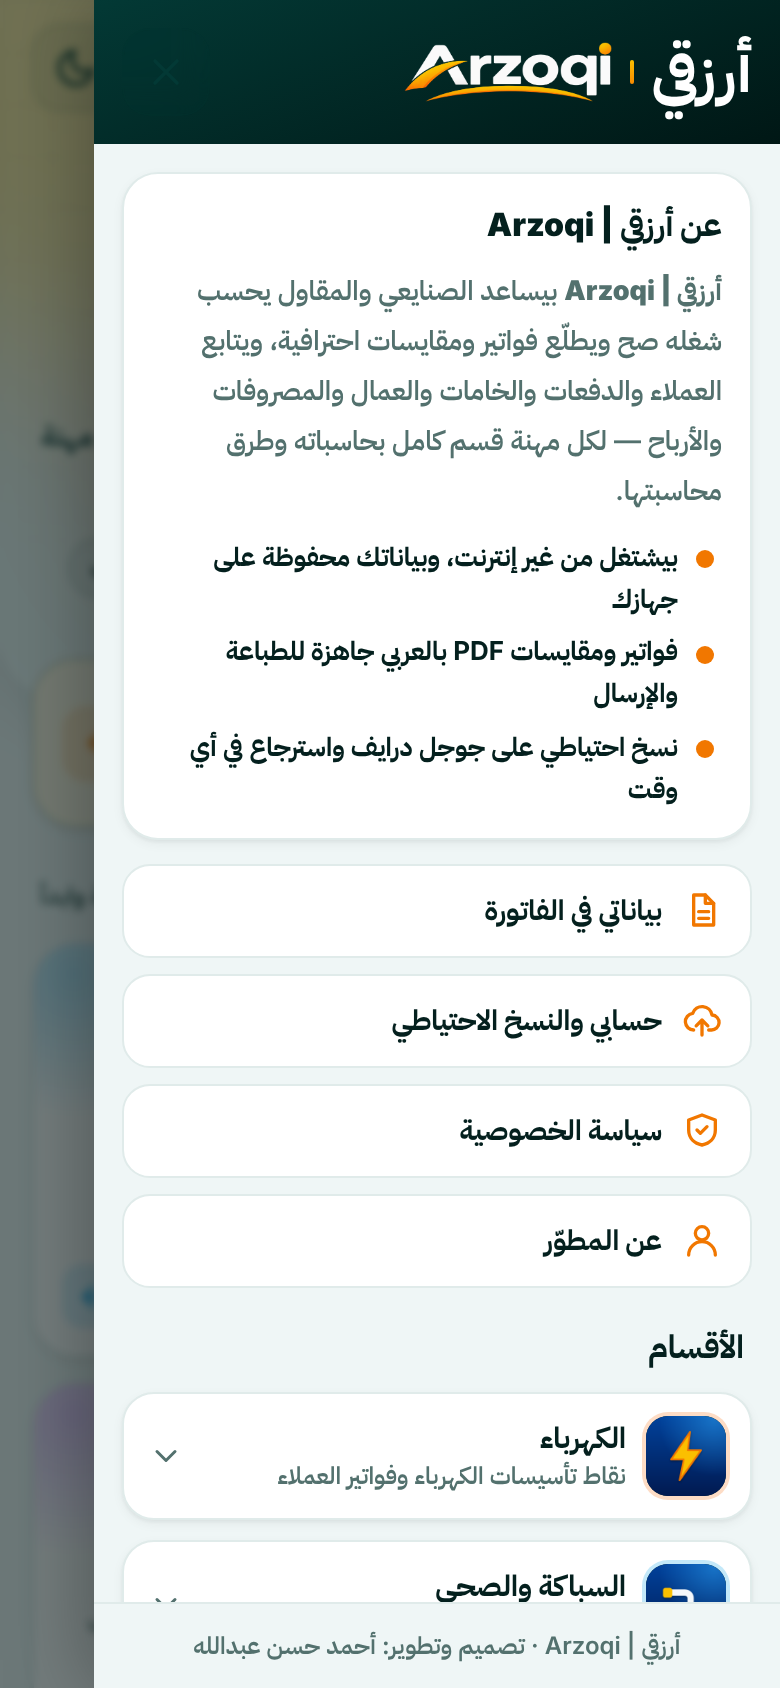 أرزقي | Arzoqi
عن أرزقي | Arzoqi
أرزقي | Arzoqi بيساعد الصنايعي والمقاول يحسب
شغله صح ويطلّع فواتير ومقايسات احترافية، ويتابع
العملاء والدفعات والخامات والعمال والمصروفات
والأرباح — لكل مهنة قسم كامل بحاسباته وطرق
محاسبتها.
بيشتغل من غير إنترنت، وبياناتك محفوظة على
جهازك
فواتير ومقايسات PDF بالعربي جاهزة للطباعة
والإرسال
نسخ احتياطي على جوجل درايف واسترجاع في أي
وقت
بياناتي في الفاتورة
حسابي والنسخ الاحتياطي
سياسة الخصوصية
عن المطوّر
الأقسام
الكهرباء
نقاط تأسيسات الكهرباء وفواتير العملاء
السباكة والصحي
أرزقي | Arzoqi · تصميم وتطوير: أحمد حسن عبدالله